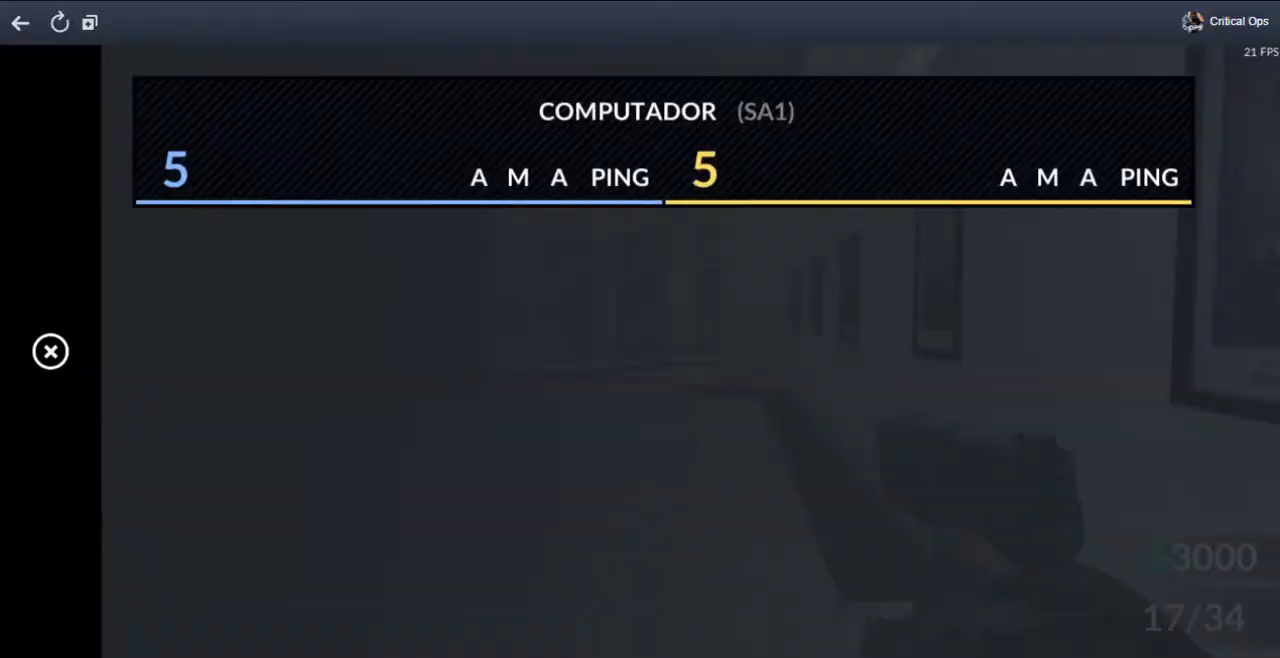 Critical Ops
21 FPS
COMPUTADOR (SA1)
5 A M A PING 5 A M A PING
3000
17/34